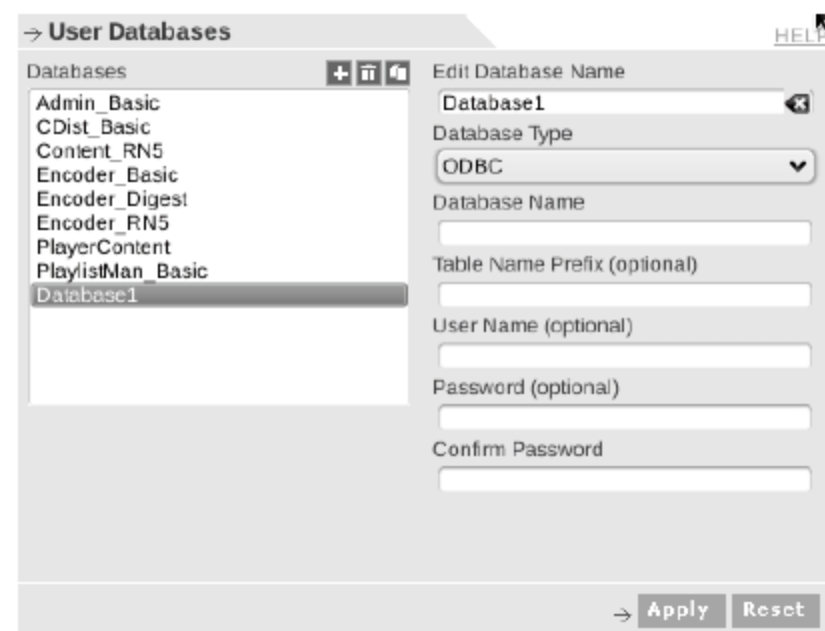 → User Databases
HELP
Databases
Admin_Basic
CDist_Basic
Content_RN5
Encoder_Basic
Encoder_Digest
Encoder_RN5
PlayerContent
PlaylistMan_Basic
Database1
Edit Database Name
Database1
Database Type
ODBC
Database Name
Table Name Prefix (optional)
User Name (optional)
Password (optional)
Confirm Password
→ Apply Reset